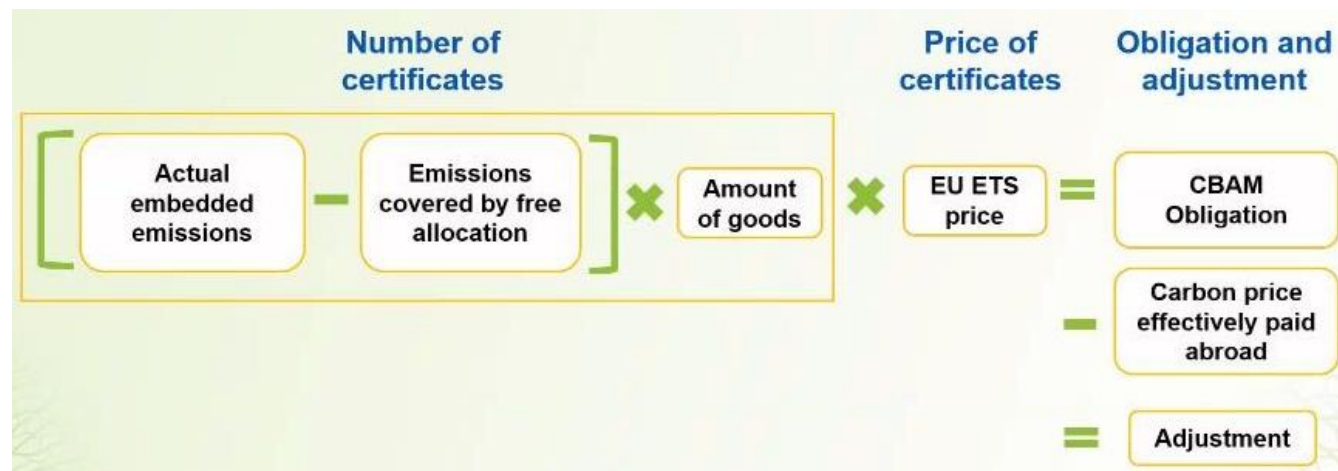 Number of
certificates
Price of
certificates
Obligation and
adjustment
Actual
embedded
emissions
Emissions
covered by free
allocation
Amount
of goods
EU ETS
price
CBAM
Obligation
Carbon price
effectively paid
abroad
Adjustment